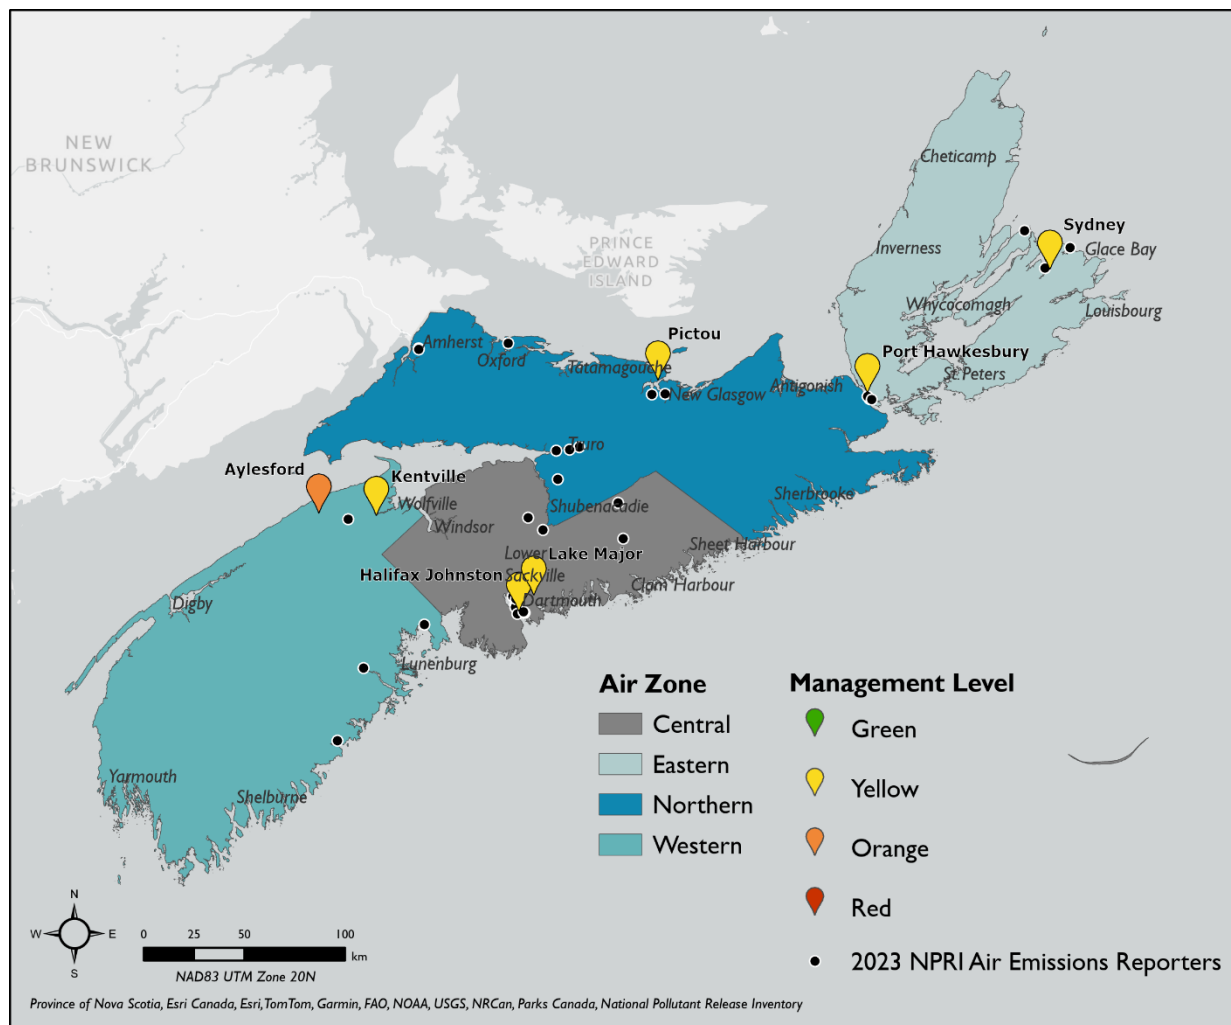 NEW
BRUNSWICK
Cheticamp
PRINCE
EDWARD
ISLAND
Sydney
Inverness
Glace Bay
Whycocomagh
Louisbourg
Amherst
Oxford
Pictou
Tatamagouche
Port Hawkesbury
St.Peters
Antigonish
New Glasgow
Truro
Aylesford
Kentville
Wolfville
Windsor
Shubenacadie
Sherbrooke
Lower
Sackville
Lake Major
Sheet Harbour
Halifax Johnston
Clam Harbour
Dartmouth
Digby
Lunenburg
Yarmouth
Shelburne
Air Zone
Central
Eastern
Northern
Western
Management Level
Green
Yellow
Orange
Red
2023 NPRI Air Emissions Reporters
N
W E
S
0 25 50 100
km
NAD83 UTM Zone 20N
Province of Nova Scotia, Esri Canada, Esri, TomTom, Garmin, FAO, NOAA, USGS, NRCan, Parks Canada, National Pollutant Release Inventory